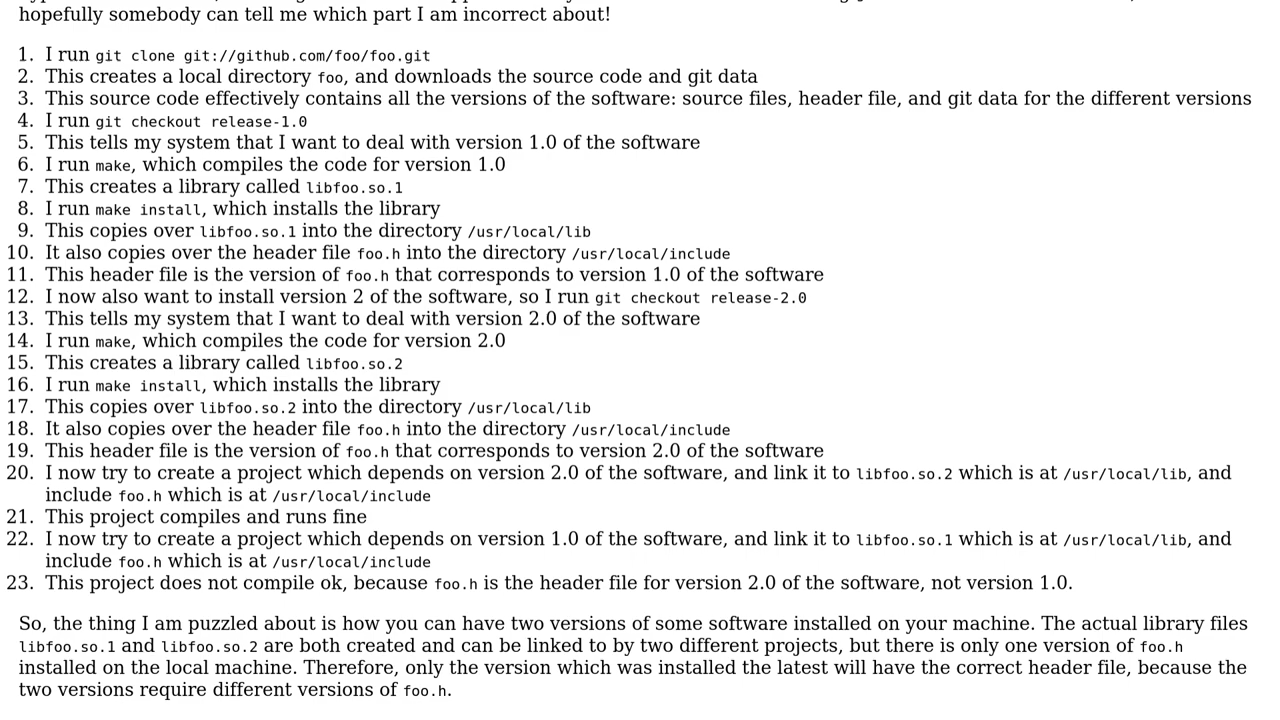 hopefully somebody can tell me which part I am incorrect about!
1. I run git clone git://github.com/foo/foo.git
2. This creates a local directory foo, and downloads the source code and git data
3. This source code effectively contains all the versions of the software: source files, header file, and git data for the different versions
4. I run git checkout release-1.0
5. This tells my system that I want to deal with version 1.0 of the software
6. I run make, which compiles the code for version 1.0
7. This creates a library called libfoo.so.1
8. I run make install, which installs the library
9. This copies over libfoo.so.1 into the directory /usr/local/lib
10. It also copies over the header file foo.h into the directory /usr/local/include
11. This header file is the version of foo.h that corresponds to version 1.0 of the software
12. I now also want to install version 2 of the software, so I run git checkout release-2.0
13. This tells my system that I want to deal with version 2.0 of the software
14. I run make, which compiles the code for version 2.0
15. This creates a library called libfoo.so.2
16. I run make install, which installs the library
17. This copies over libfoo.so.2 into the directory /usr/local/lib
18. It also copies over the header file foo.h into the directory /usr/local/include
19. This header file is the version of foo.h that corresponds to version 2.0 of the software
20. I now try to create a project which depends on version 2.0 of the software, and link it to libfoo.so.2 which is at /usr/local/lib, and
include foo.h which is at /usr/local/include
21. This project compiles and runs fine
22. I now try to create a project which depends on version 1.0 of the software, and link it to libfoo.so.1 which is at /usr/local/lib, and
include foo.h which is at /usr/local/include
23. This project does not compile ok, because foo.h is the header file for version 2.0 of the software, not version 1.0.
So, the thing I am puzzled about is how you can have two versions of some software installed on your machine. The actual library files
libfoo.so.1 and libfoo.so.2 are both created and can be linked to by two different projects, but there is only one version of foo.h
installed on the local machine. Therefore, only the version which was installed the latest will have the correct header file, because the
two versions require different versions of foo.h.